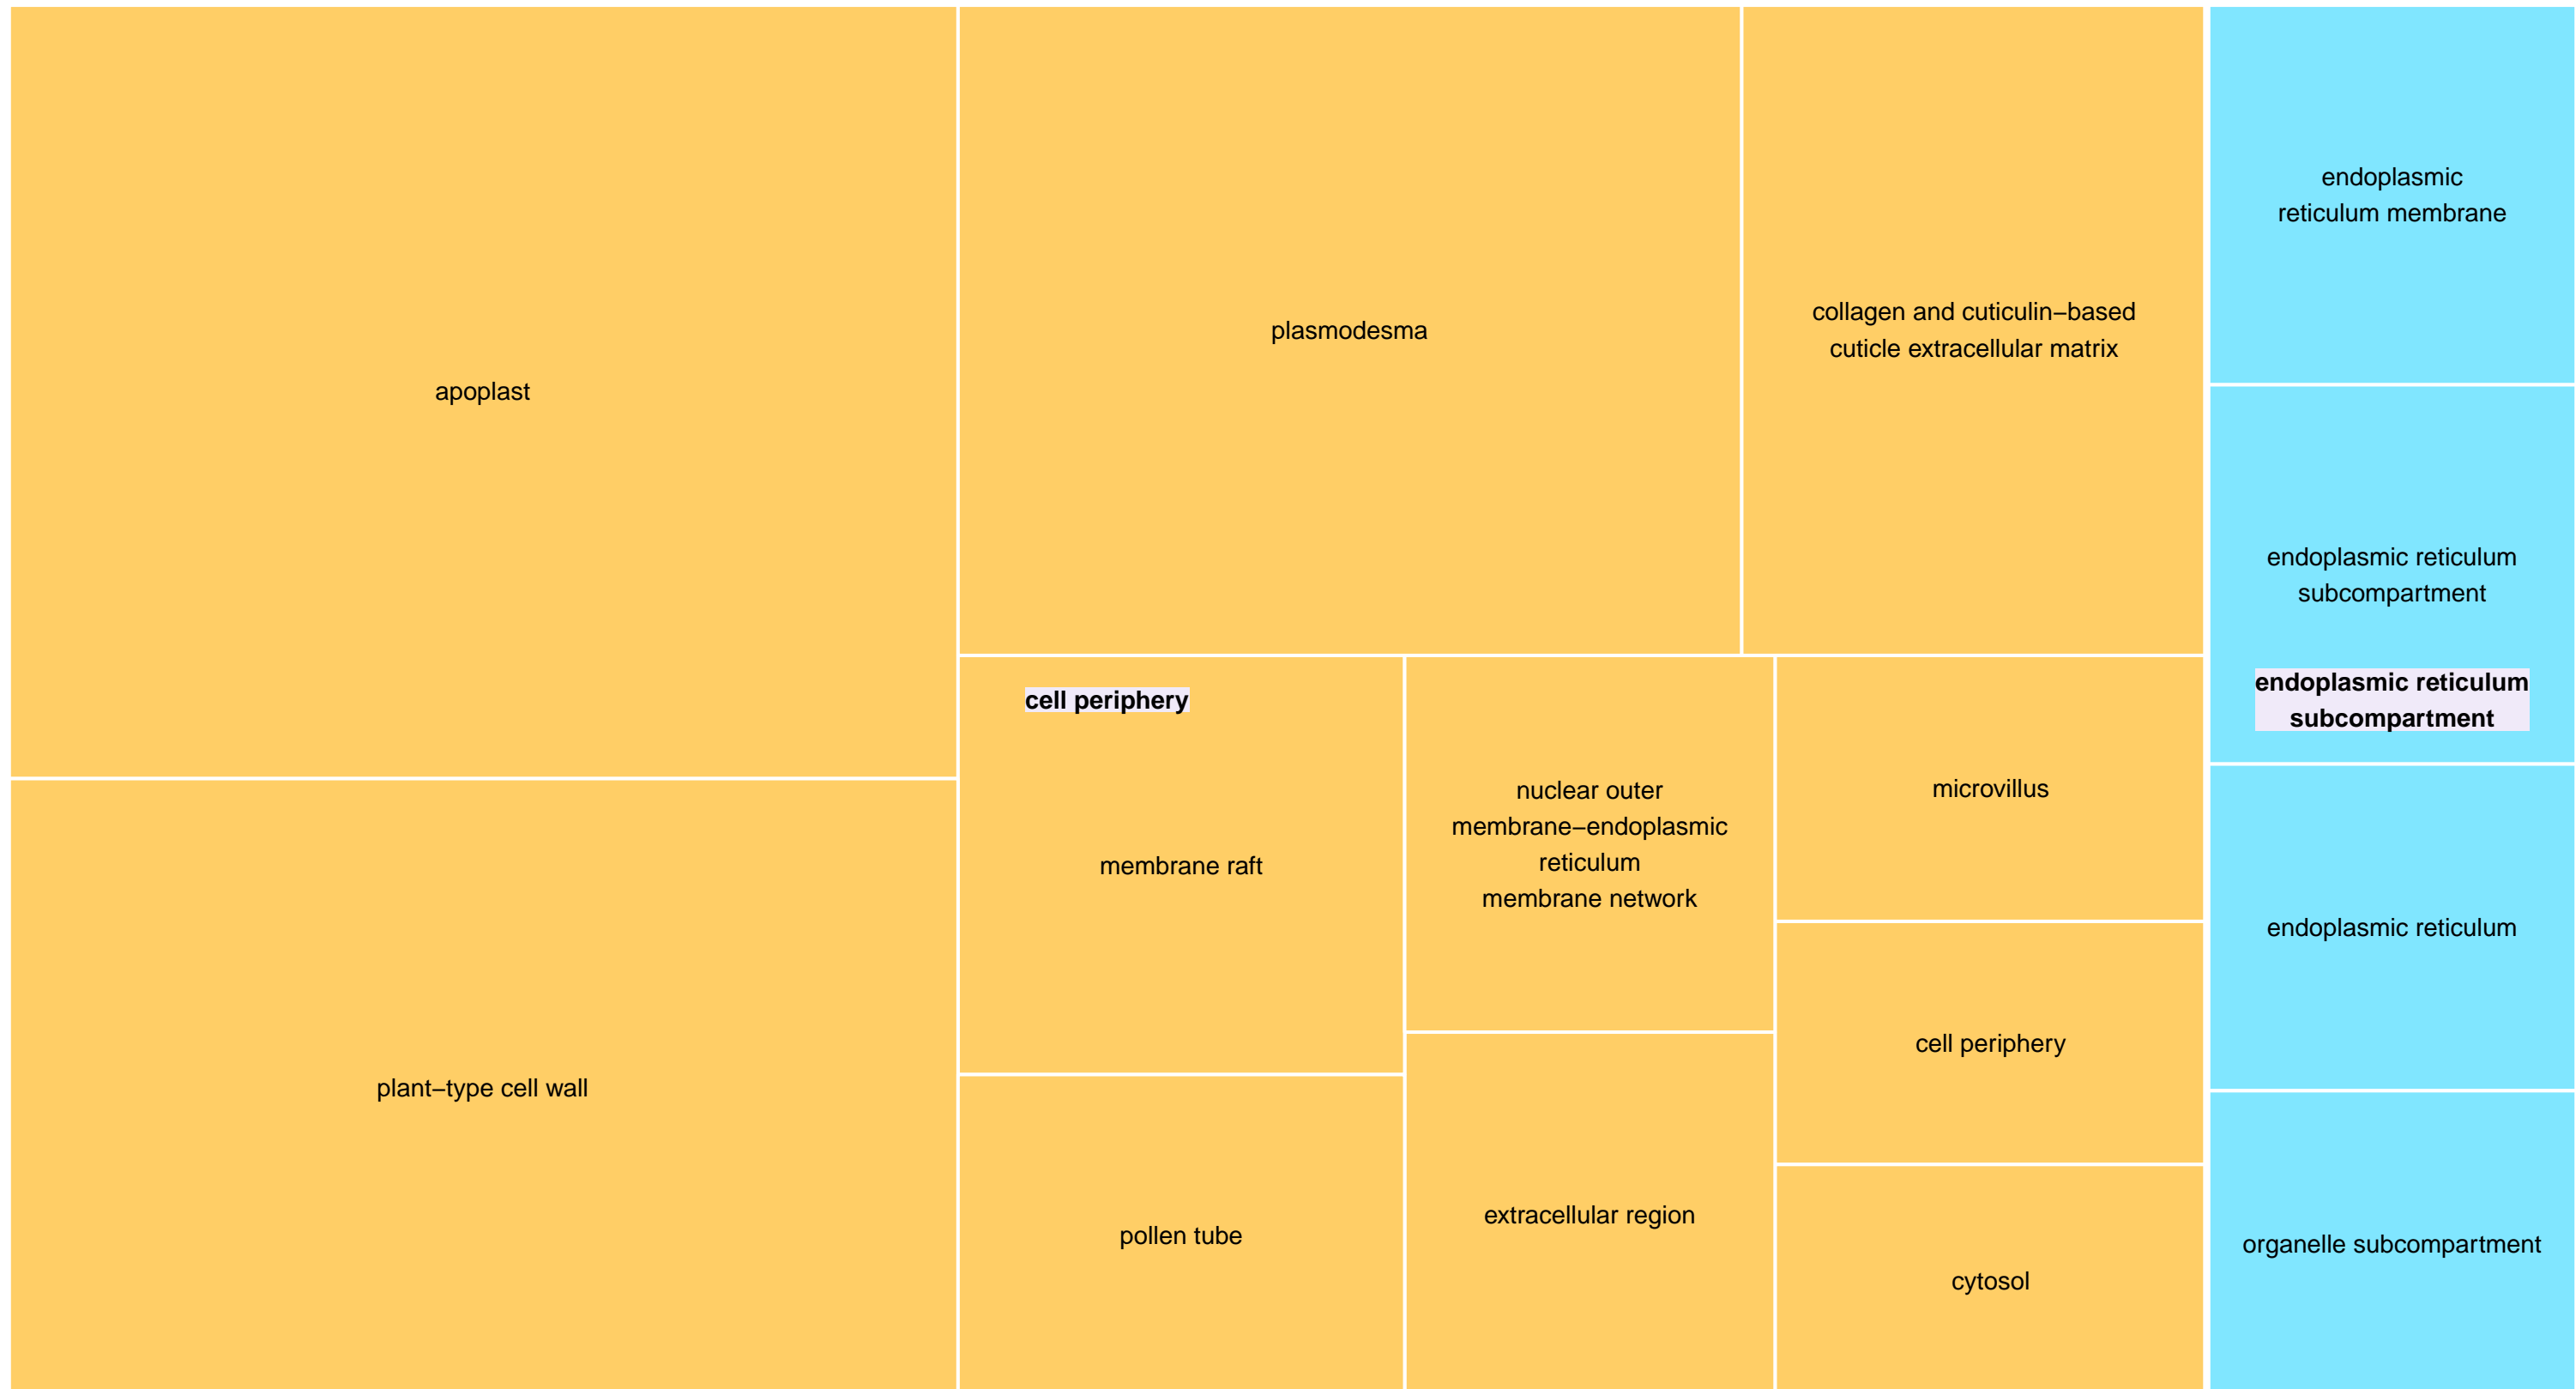 apoplast
plant−type cell wall
plasmodesma
collagen and cuticulin−based
cuticle extracellular matrix
cell periphery
membrane raft
pollen tube
nuclear outer
membrane−endoplasmic
reticulum
membrane network
extracellular region
microvillus
cell periphery
cytosol
endoplasmic
reticulum membrane
endoplasmic reticulum
subcompartment
endoplasmic reticulum
subcompartment
endoplasmic reticulum
organelle subcompartment